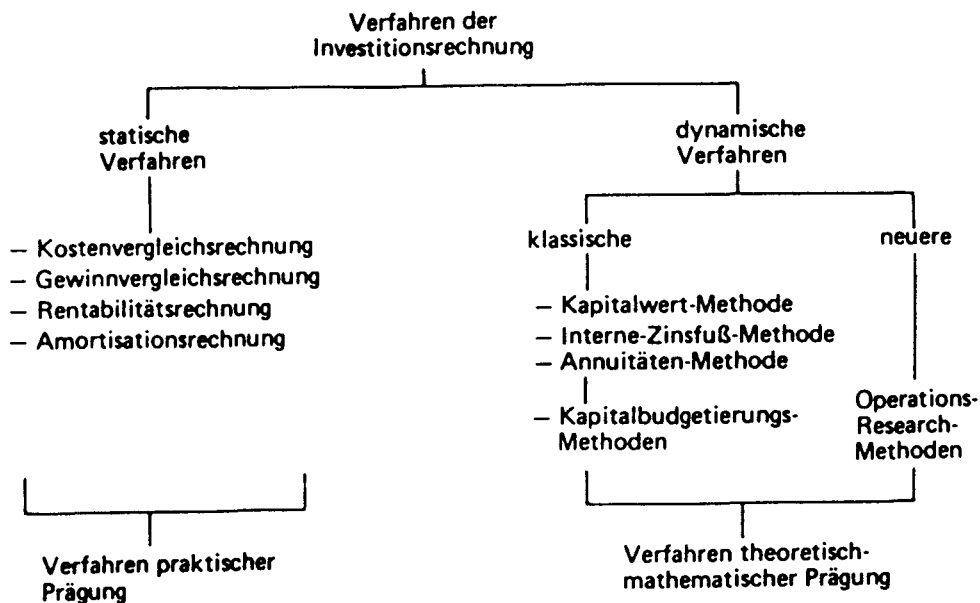 Verfahren der
Investitionsrechnung
statische
Verfahren
– Kostenvergleichsrechnung
– Gewinnvergleichsrechnung
– Rentabilitätsrechnung
– Amortisationsrechnung
dynamische
Verfahren
klassische
– Kapitalwert-Methode
– Interne-Zinsfuß-Methode
– Annuitäten-Methode
– Kapitalbudgetierungs-
Methoden
neuere
Operations-
Research-
Methoden
Verfahren praktischer
Prägung
Verfahren theoretisch-
mathematischer Prägung